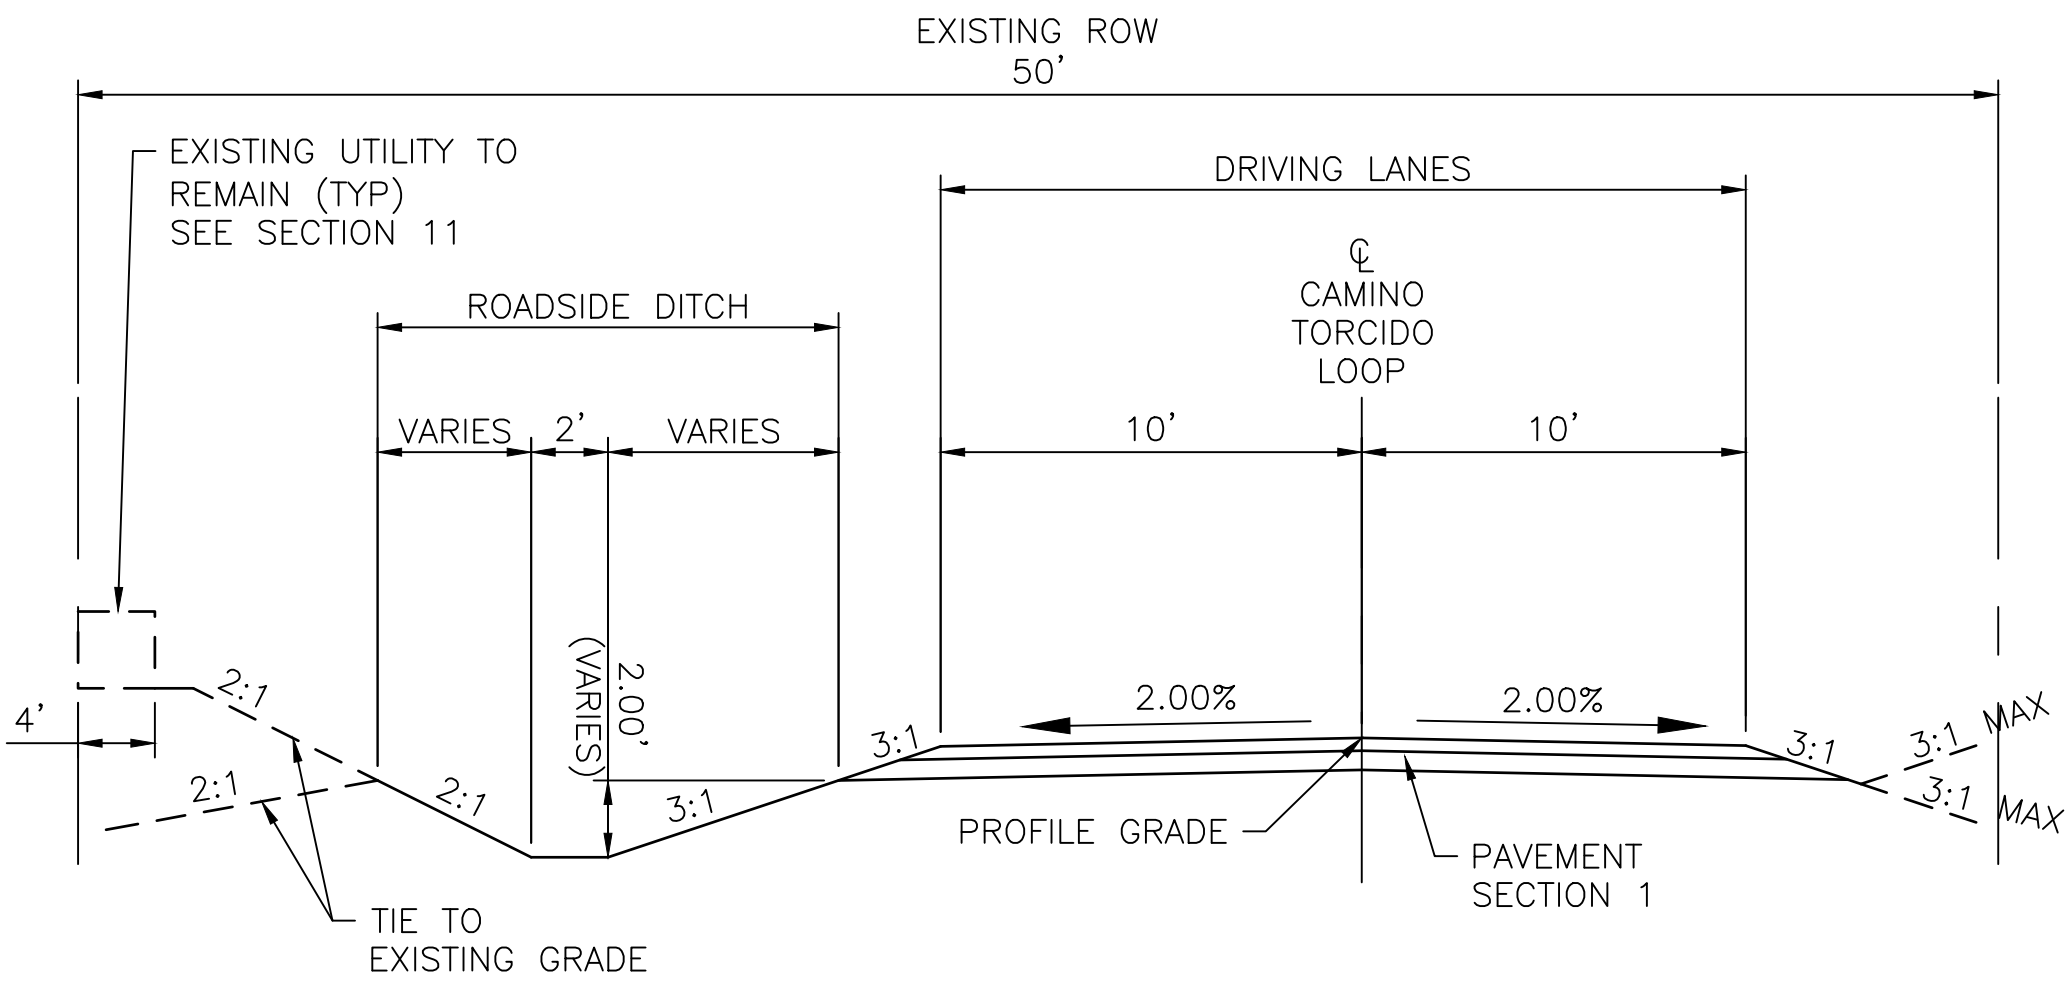 EXISTING ROW
50'
EXISTING UTILITY TO
REMAIN (TYP)
SEE SECTION 11
DRIVING LANES
℄
CAMINO
TORCIDO
LOOP
ROADSIDE DITCH
VARIES
2'
VARIES
10'
10'
2.00'
(VARIES)
4'
2:1
2:1
2:1
3:1
3:1
2.00%
2.00%
3:1
3:1 MAX
3:1 MAX
PROFILE GRADE
PAVEMENT
SECTION 1
TIE TO
EXISTING GRADE